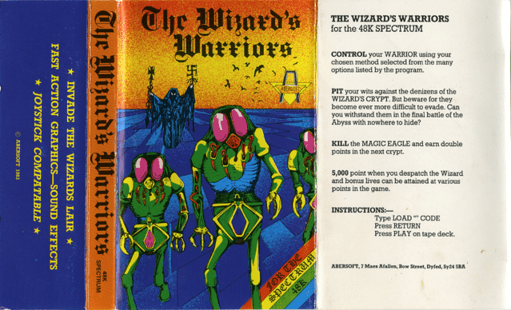 ★ INVADE THE WIZARDS LAIR ★
FAST ACTION GRAPHICS—SOUND EFFECTS
★ JOYSTICK COMPATABLE ★
© ABERSOFT 1983
The Wizard's Warriors
48K
SPECTRUM
The Wizard's
Warriors
ABERSOFT
FOR THE
SPECTRUM
48K
THE WIZARD'S WARRIORS
for the 48K SPECTRUM
CONTROL your WARRIOR using your
chosen method selected from the many
options listed by the program.
PIT your wits against the denizens of the
WIZARD'S CRYPT. But beware for they
become ever more difficult to evade. Can
you withstand them in the final battle of the
Abyss with nowhere to hide?
KILL the MAGIC EAGLE and earn double
points in the next crypt.
5,000 point when you despatch the Wizard
and bonus lives can be attained at various
points in the game.
INSTRUCTIONS:—
Type LOAD "" CODE
Press RETURN
Press PLAY on tape deck.
ABERSOFT, 7 Maes Afallen, Bow Street, Dyfed, Sy24 5BA